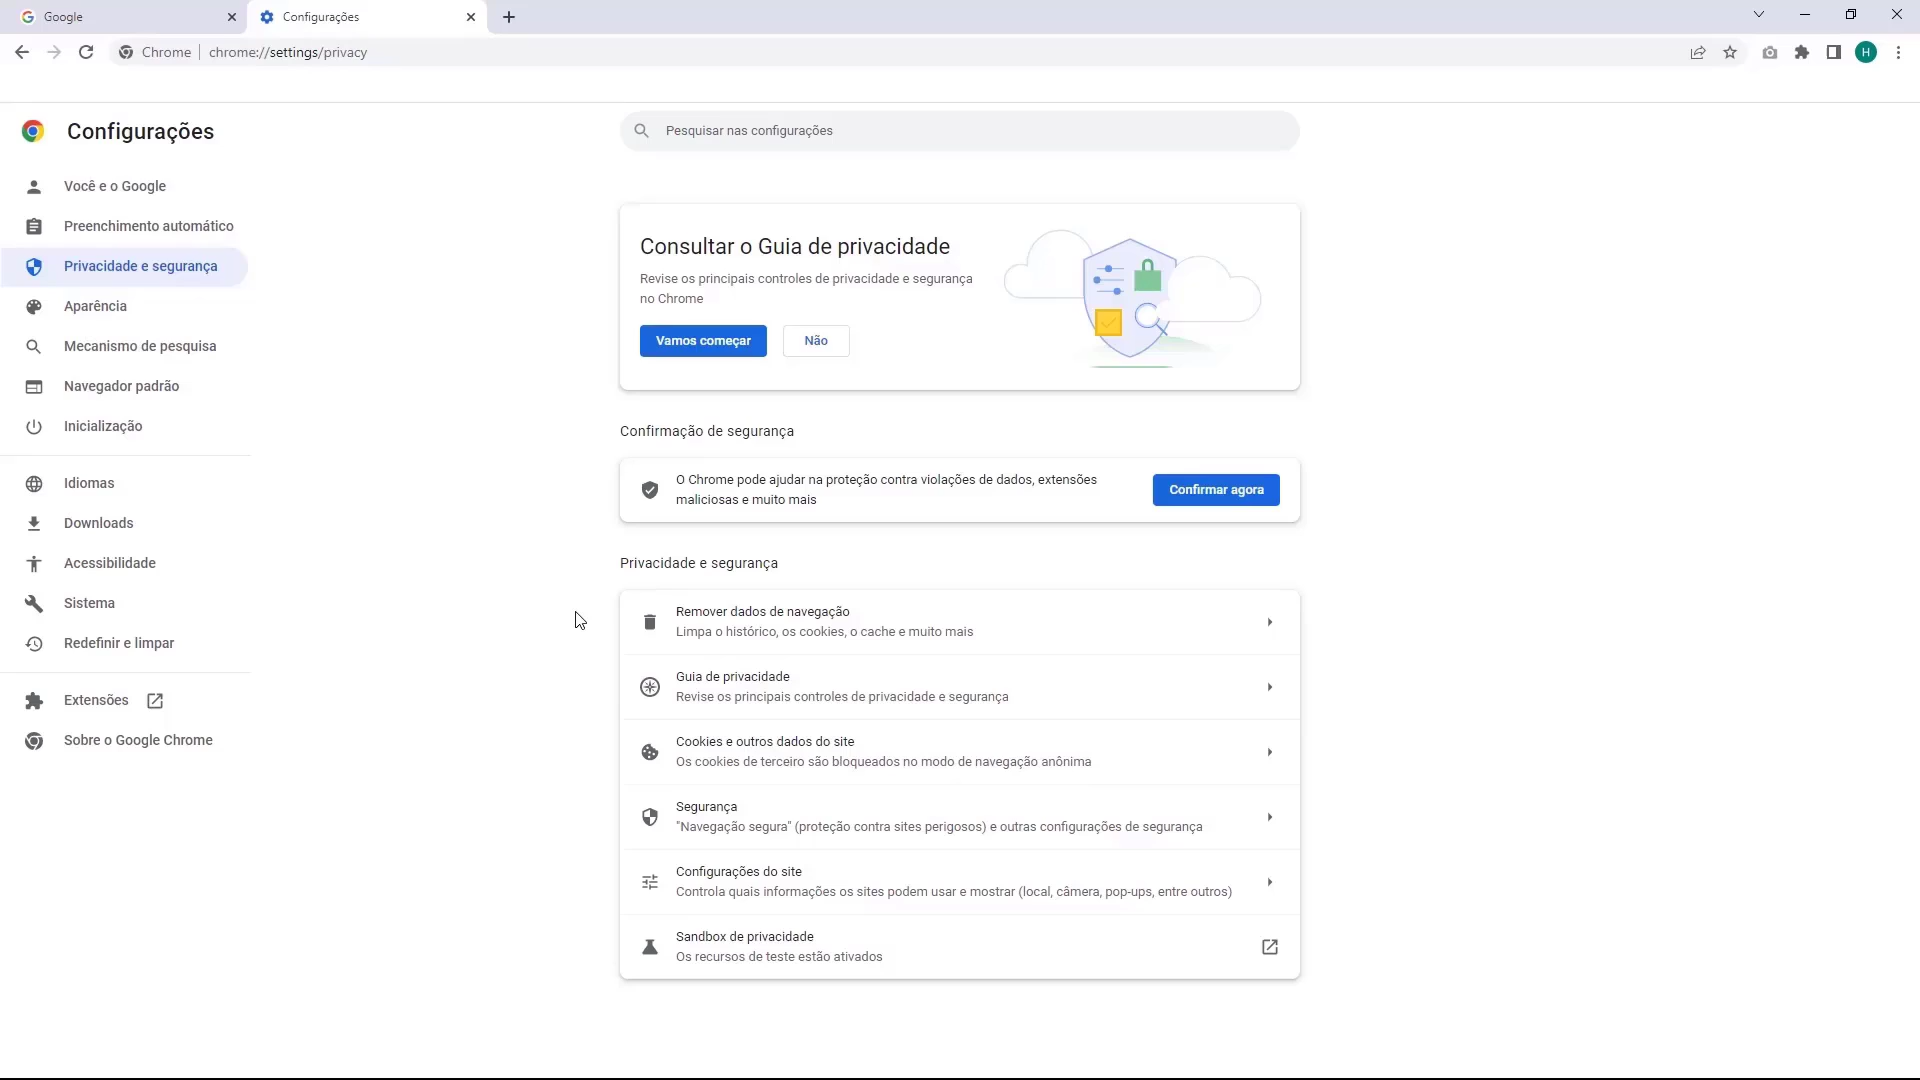 Google
Configurações
Chrome
chrome://settings/privacy
H
Configurações
Pesquisar nas configurações
Você e o Google
Preenchimento automático
Privacidade e segurança
Aparência
Mecanismo de pesquisa
Navegador padrão
Inicialização
Idiomas
Downloads
Acessibilidade
Sistema
Redefinir e limpar
Extensões
Sobre o Google Chrome
Consultar o Guia de privacidade
Revise os principais controles de privacidade e segurança
no Chrome
Vamos começar
Não
Confirmação de segurança
O Chrome pode ajudar na proteção contra violações de dados, extensões
maliciosas e muito mais
Confirmar agora
Privacidade e segurança
Remover dados de navegação
Limpa o histórico, os cookies, o cache e muito mais
Guia de privacidade
Revise os principais controles de privacidade e segurança
Cookies e outros dados do site
Os cookies de terceiro são bloqueados no modo de navegação anônima
Segurança
"Navegação segura" (proteção contra sites perigosos) e outras configurações de segurança
Configurações do site
Controla quais informações os sites podem usar e mostrar (local, câmera, pop-ups, entre outros)
Sandbox de privacidade
Os recursos de teste estão ativados